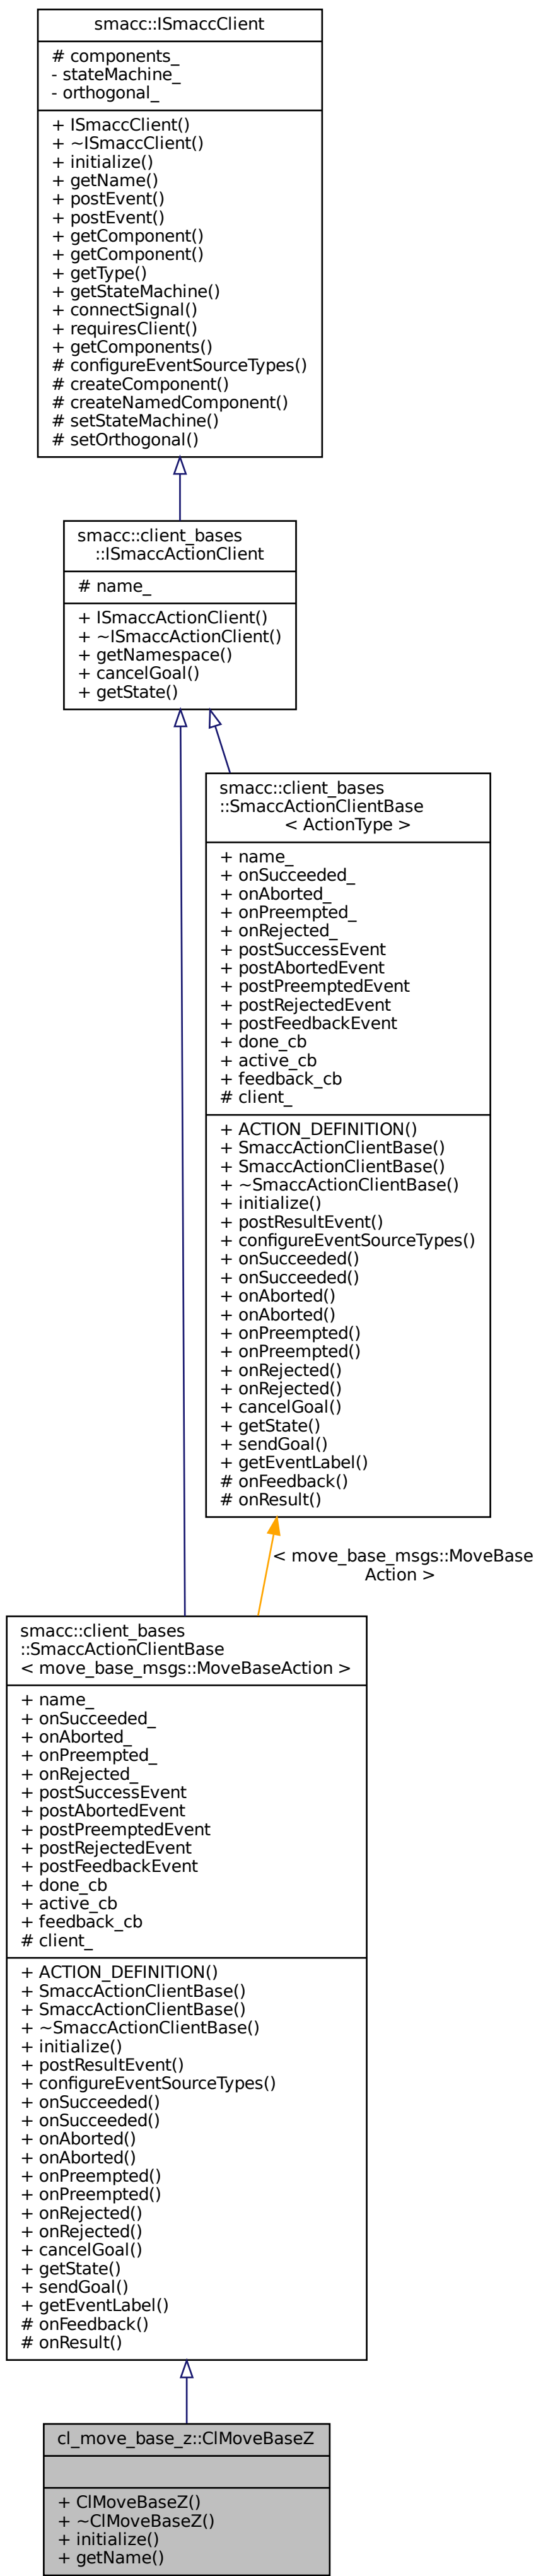 smacc::ISmaccClient
# components_
- stateMachine_
- orthogonal_
+ ISmaccClient()
+ ~ISmaccClient()
+ initialize()
+ getName()
+ postEvent()
+ postEvent()
+ getComponent()
+ getComponent()
+ getType()
+ getStateMachine()
+ connectSignal()
+ requiresClient()
+ getComponents()
# configureEventSourceTypes()
# createComponent()
# createNamedComponent()
# setStateMachine()
# setOrthogonal()
smacc::client_bases
::ISmaccActionClient
# name_
+ ISmaccActionClient()
+ ~ISmaccActionClient()
+ getNamespace()
+ cancelGoal()
+ getState()
smacc::client_bases
::SmaccActionClientBase
< ActionType >
+ name_
+ onSucceeded_
+ onAborted_
+ onPreempted_
+ onRejected_
+ postSuccessEvent
+ postAbortedEvent
+ postPreemptedEvent
+ postRejectedEvent
+ postFeedbackEvent
+ done_cb
+ active_cb
+ feedback_cb
# client_
+ ACTION_DEFINITION()
+ SmaccActionClientBase()
+ SmaccActionClientBase()
+ ~SmaccActionClientBase()
+ initialize()
+ postResultEvent()
+ configureEventSourceTypes()
+ onSucceeded()
+ onSucceeded()
+ onAborted()
+ onAborted()
+ onPreempted()
+ onPreempted()
+ onRejected()
+ onRejected()
+ cancelGoal()
+ getState()
+ sendGoal()
+ getEventLabel()
# onFeedback()
# onResult()
< move_base_msgs::MoveBase
Action >
smacc::client_bases
::SmaccActionClientBase
< move_base_msgs::MoveBaseAction >
+ name_
+ onSucceeded_
+ onAborted_
+ onPreempted_
+ onRejected_
+ postSuccessEvent
+ postAbortedEvent
+ postPreemptedEvent
+ postRejectedEvent
+ postFeedbackEvent
+ done_cb
+ active_cb
+ feedback_cb
# client_
+ ACTION_DEFINITION()
+ SmaccActionClientBase()
+ SmaccActionClientBase()
+ ~SmaccActionClientBase()
+ initialize()
+ postResultEvent()
+ configureEventSourceTypes()
+ onSucceeded()
+ onSucceeded()
+ onAborted()
+ onAborted()
+ onPreempted()
+ onPreempted()
+ onRejected()
+ onRejected()
+ cancelGoal()
+ getState()
+ sendGoal()
+ getEventLabel()
# onFeedback()
# onResult()
cl_move_base_z::ClMoveBaseZ
+ ClMoveBaseZ()
+ ~ClMoveBaseZ()
+ initialize()
+ getName()